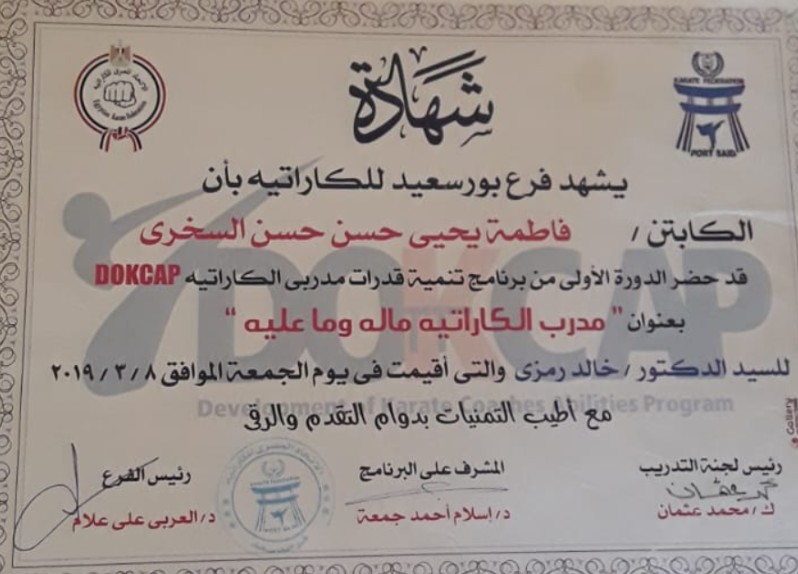 شهادة
KARATE FEDERATION
PORT SAID
يشهد فرع بورسعيد للكاراتيه بأن
الكابتن / فاطمة يحيى حسن حسن السخرى
قد حضر الدورة الأولى من برنامج تنمية قدرات مدربى الكاراتيه DOKCAP
بعنوان " مدرب الكاراتيه ماله وما عليه "
للسيد الدكتور / خالد رمزى والتى أقيمت فى يوم الجمعة الموافق ٢٠١٩/٣/٨
DOKCAP
Development of Karate Coaches Abilities Program
مع أطيب التمنيات بدوام التقدم والرقى
رئيس لجنة التدريب
ك/ محمد عثمان
المشرف على البرنامج
د/ إسلام أحمد جمعة
رئيس الفرع
د/ العربى على علام
Gallary